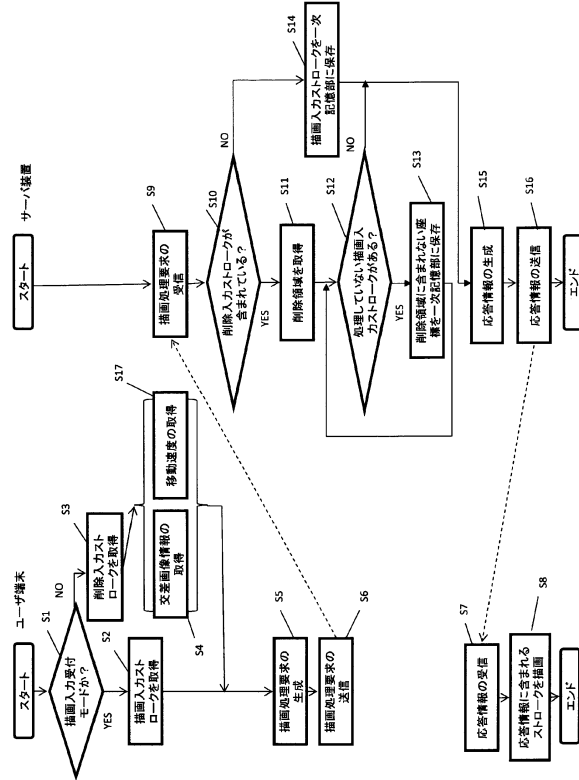 ユーザ端末
スタート
S1
描画入力受付
モードか?
YES
NO
S2
描画入力スト
ロークを取得
S3
削除入力スト
ロークを取得
S4
交差画像情報の
取得
S17
移動速度の取得
S5
描画処理要求の
生成
S6
描画処理要求の
送信
S7
応答情報の受信
S8
応答情報に含まれる
ストロークを描画
エンド
サーバ装置
スタート
S9
描画処理要求の
受信
S10
削除入力ストロークが
含まれている?
YES
NO
S11
削除領域を取得
S12
処理していない描画入
力ストロークがある?
YES
NO
S13
削除領域に含まれない座
標を一次記憶部に保存
S14
描画入力ストロークを一次
記憶部に保存
S15
応答情報の生成
S16
応答情報の送信
エンド